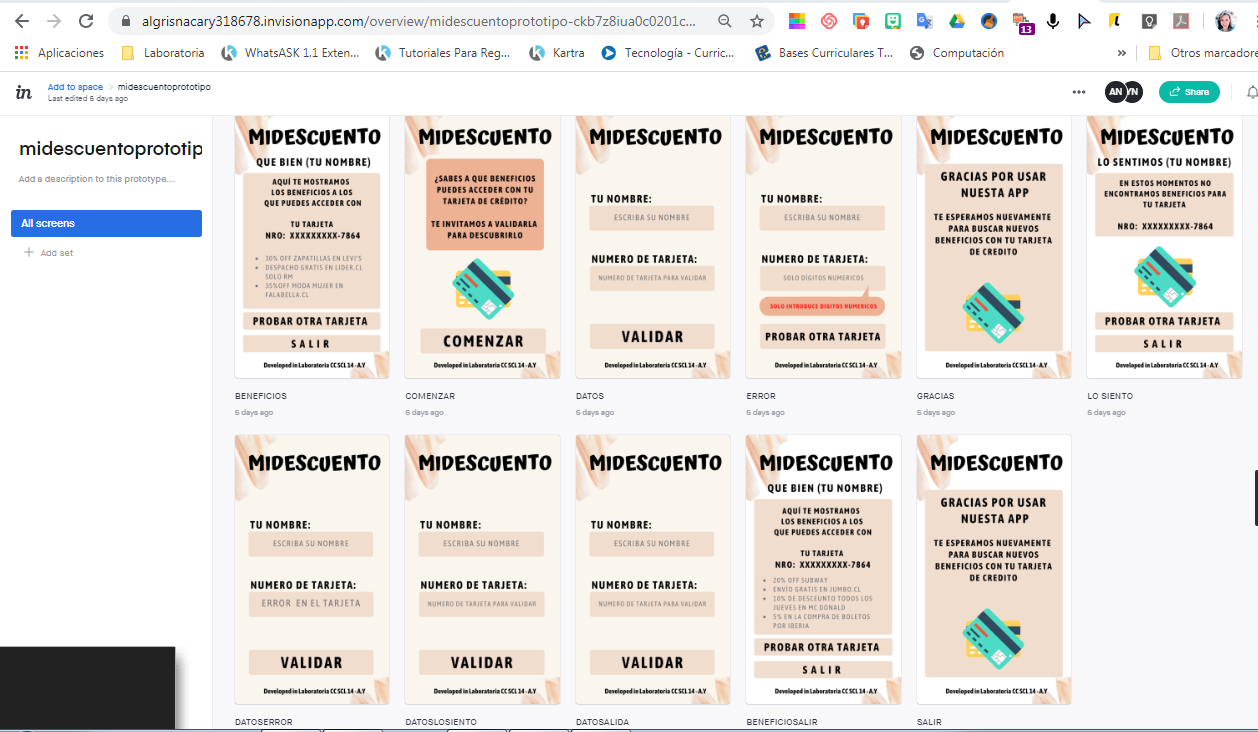 algrisnacary318678.invisionapp.com/overview/midescuentoprototipo-ckb7z8iua0c0201c...
13
Aplicaciones
Laboratoria
WhatsASK 1.1 Exten...
Tutoriales Para Reg...
Kartra
Tecnología - Curric...
Bases Curriculares T...
Computación
»
Otros marcadore
in
Add to space > midescuentoprototipo
Last edited 5 days ago
AN
YN
Share
midescuentoprototip
Add a description to this prototype...
All screens
+ Add set
MIDESCUENTO
QUE BIEN (TU NOMBRE)
AQUÍ TE MOSTRAMOS
LOS BENEFICIOS A LOS
QUE PUEDES ACCEDER CON
TU TARJETA
NRO: XXXXXXXXX-7864
30% OFF ZAPATILLAS EN LEVI'S
DESPACHO GRATIS EN LIDER.CL
SOLO RM
35%OFF MODA MUJER EN
FALABELLA.CL
PROBAR OTRA TARJETA
SALIR
Developed in Laboratoria CC SCL 14 - A.Y
BENEFICIOS
5 days ago
MIDESCUENTO
¿SABES A QUE BENEFICIOS
PUEDES ACCEDER CON TU
TARJETA DE CRÉDITO?
TE INVITAMOS A VALIDARLA
PARA DESCUBRIRLO
COMENZAR
Developed in Laboratoria CC SCL 14 - A.Y
COMENZAR
5 days ago
MIDESCUENTO
TU NOMBRE:
ESCRIBA SU NOMBRE
NUMERO DE TARJETA:
NUMERO DE TARJETA PARA VALIDAR
VALIDAR
Developed in Laboratoria CC SCL 14 - A.Y
DATOS
5 days ago
MIDESCUENTO
TU NOMBRE:
ESCRIBA SU NOMBRE
NUMERO DE TARJETA:
SOLO DÍGITOS NUMERICOS
SOLO INTRODUCE DIGITOS NUMERICOS
PROBAR OTRA TARJETA
Developed in Laboratoria CC SCL 14 - A.Y
ERROR
5 days ago
MIDESCUENTO
GRACIAS POR USAR
NUESTA APP
TE ESPERAMOS NUEVAMENTE
PARA BUSCAR NUEVOS
BENEFICIOS CON TU TARJETA
DE CREDITO
Developed in Laboratoria CC SCL 14 - A.Y
GRACIAS
5 days ago
MIDESCUENTO
LO SENTIMOS (TU NOMBRE)
EN ESTOS MOMENTOS NO
ENCONTRAMOS BENEFICIOS PARA
TU TARJETA
NRO: XXXXXXXXX-7864
PROBAR OTRA TARJETA
SALIR
Developed in Laboratoria CC SCL 14 - A.Y
LO SIENTO
5 days ago
MIDESCUENTO
TU NOMBRE:
ESCRIBA SU NOMBRE
NUMERO DE TARJETA:
ERROR EN EL TARJETA
VALIDAR
Developed in Laboratoria CC SCL 14 - A.Y
DATOSERROR
MIDESCUENTO
TU NOMBRE:
ESCRIBA SU NOMBRE
NUMERO DE TARJETA:
NUMERO DE TARJETA PARA VALIDAR
VALIDAR
Developed in Laboratoria CC SCL 14 - A.Y
DATOSLOSIENTO
MIDESCUENTO
TU NOMBRE:
ESCRIBA SU NOMBRE
NUMERO DE TARJETA:
NUMERO DE TARJETA PARA VALIDAR
VALIDAR
Developed in Laboratoria CC SCL 14 - A.Y
DATOSALIDA
MIDESCUENTO
QUE BIEN (TU NOMBRE)
AQUÍ TE MOSTRAMOS
LOS BENEFICIOS A LOS
QUE PUEDES ACCEDER CON
TU TARJETA
NRO: XXXXXXXXX-7864
20% OFF SUBWAY
ENVÍO GRATIS EN JUMBO.CL
10% DE DESCEUNTO TODOS LOS
JUEVES EN MC DONALD
5% EN LA COMPRA DE BOLETOS
POR IBERIA
PROBAR OTRA TARJETA
SALIR
Developed in Laboratoria CC SCL 14 - A.Y
BENEFICIOSALIR
MIDESCUENTO
GRACIAS POR USAR
NUESTA APP
TE ESPERAMOS NUEVAMENTE
PARA BUSCAR NUEVOS
BENEFICIOS CON TU TARJETA
DE CREDITO
Developed in Laboratoria CC SCL 14 - A.Y
SALIR